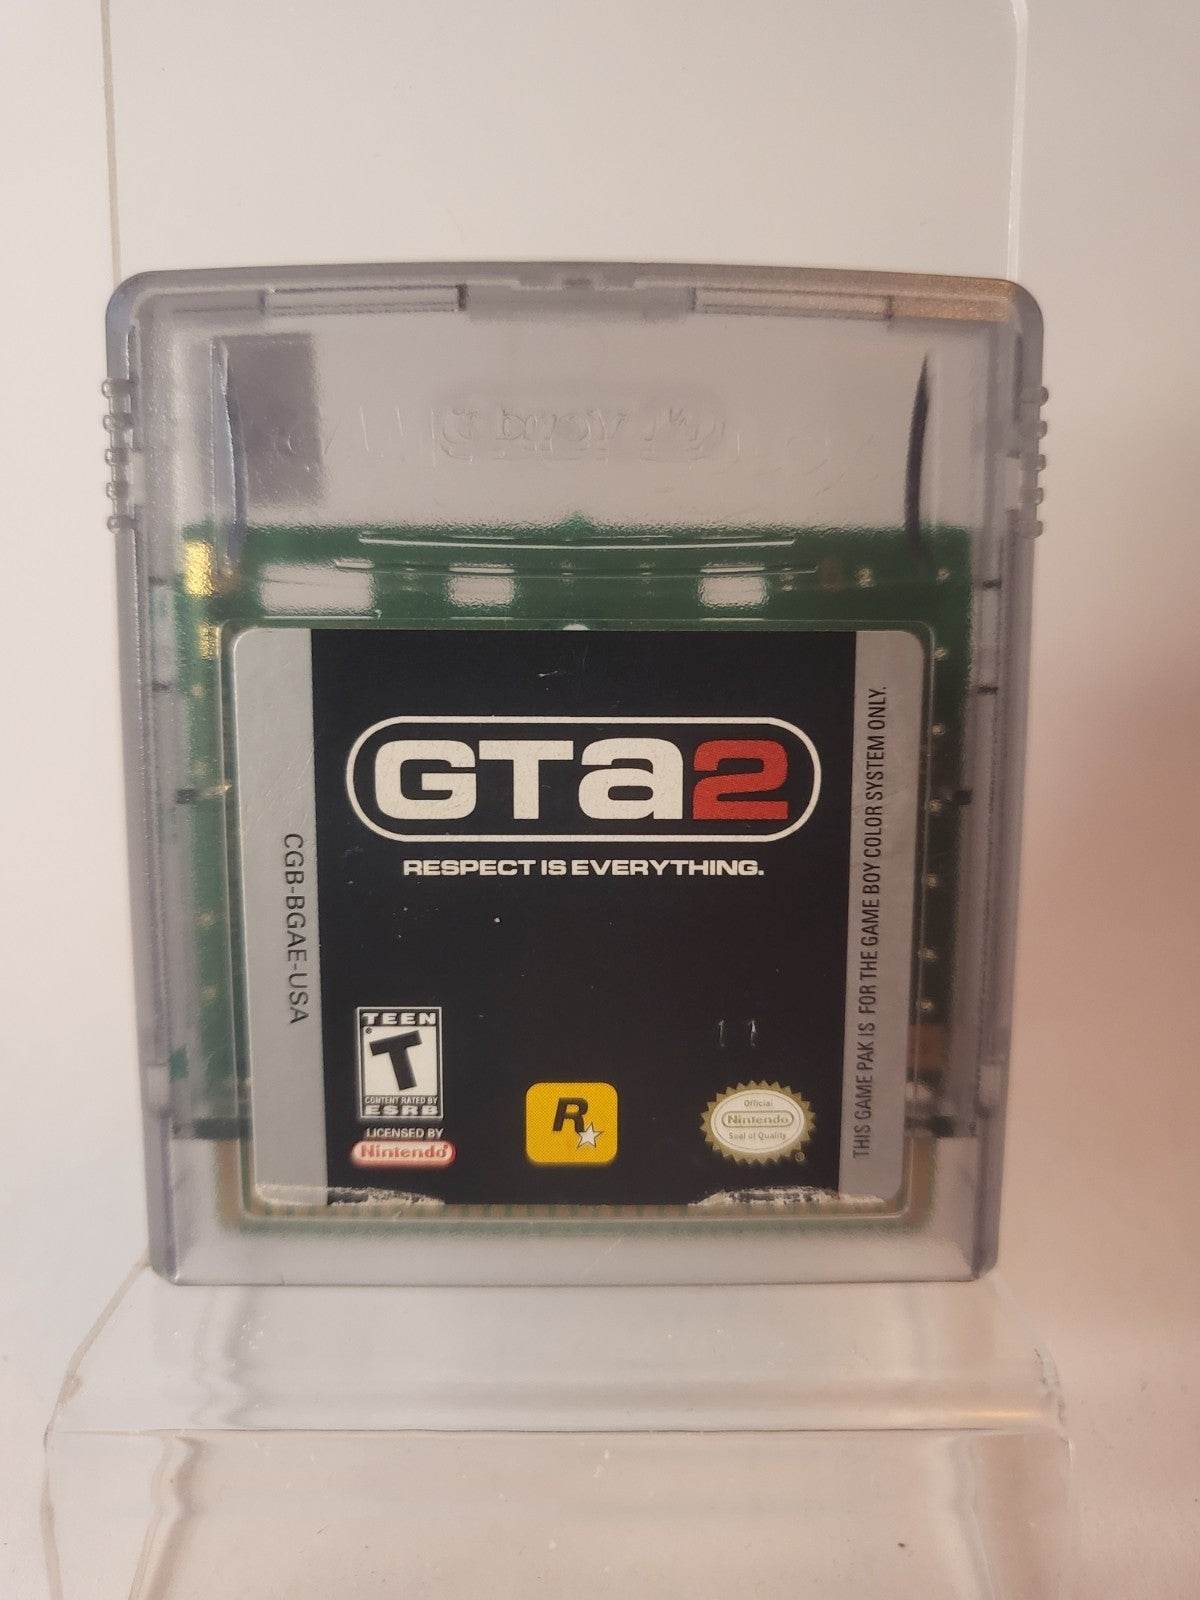 GTa2
RESPECT IS EVERYTHING.
CGB-BGAE-USA
THIS GAME PAK IS FOR THE GAME BOY COLOR SYSTEM ONLY.
TEEN
T
CONTENT RATED BY
ESRB
LICENSED BY
Nintendo®
R
Official
Nintendo
Seal of Quality
11